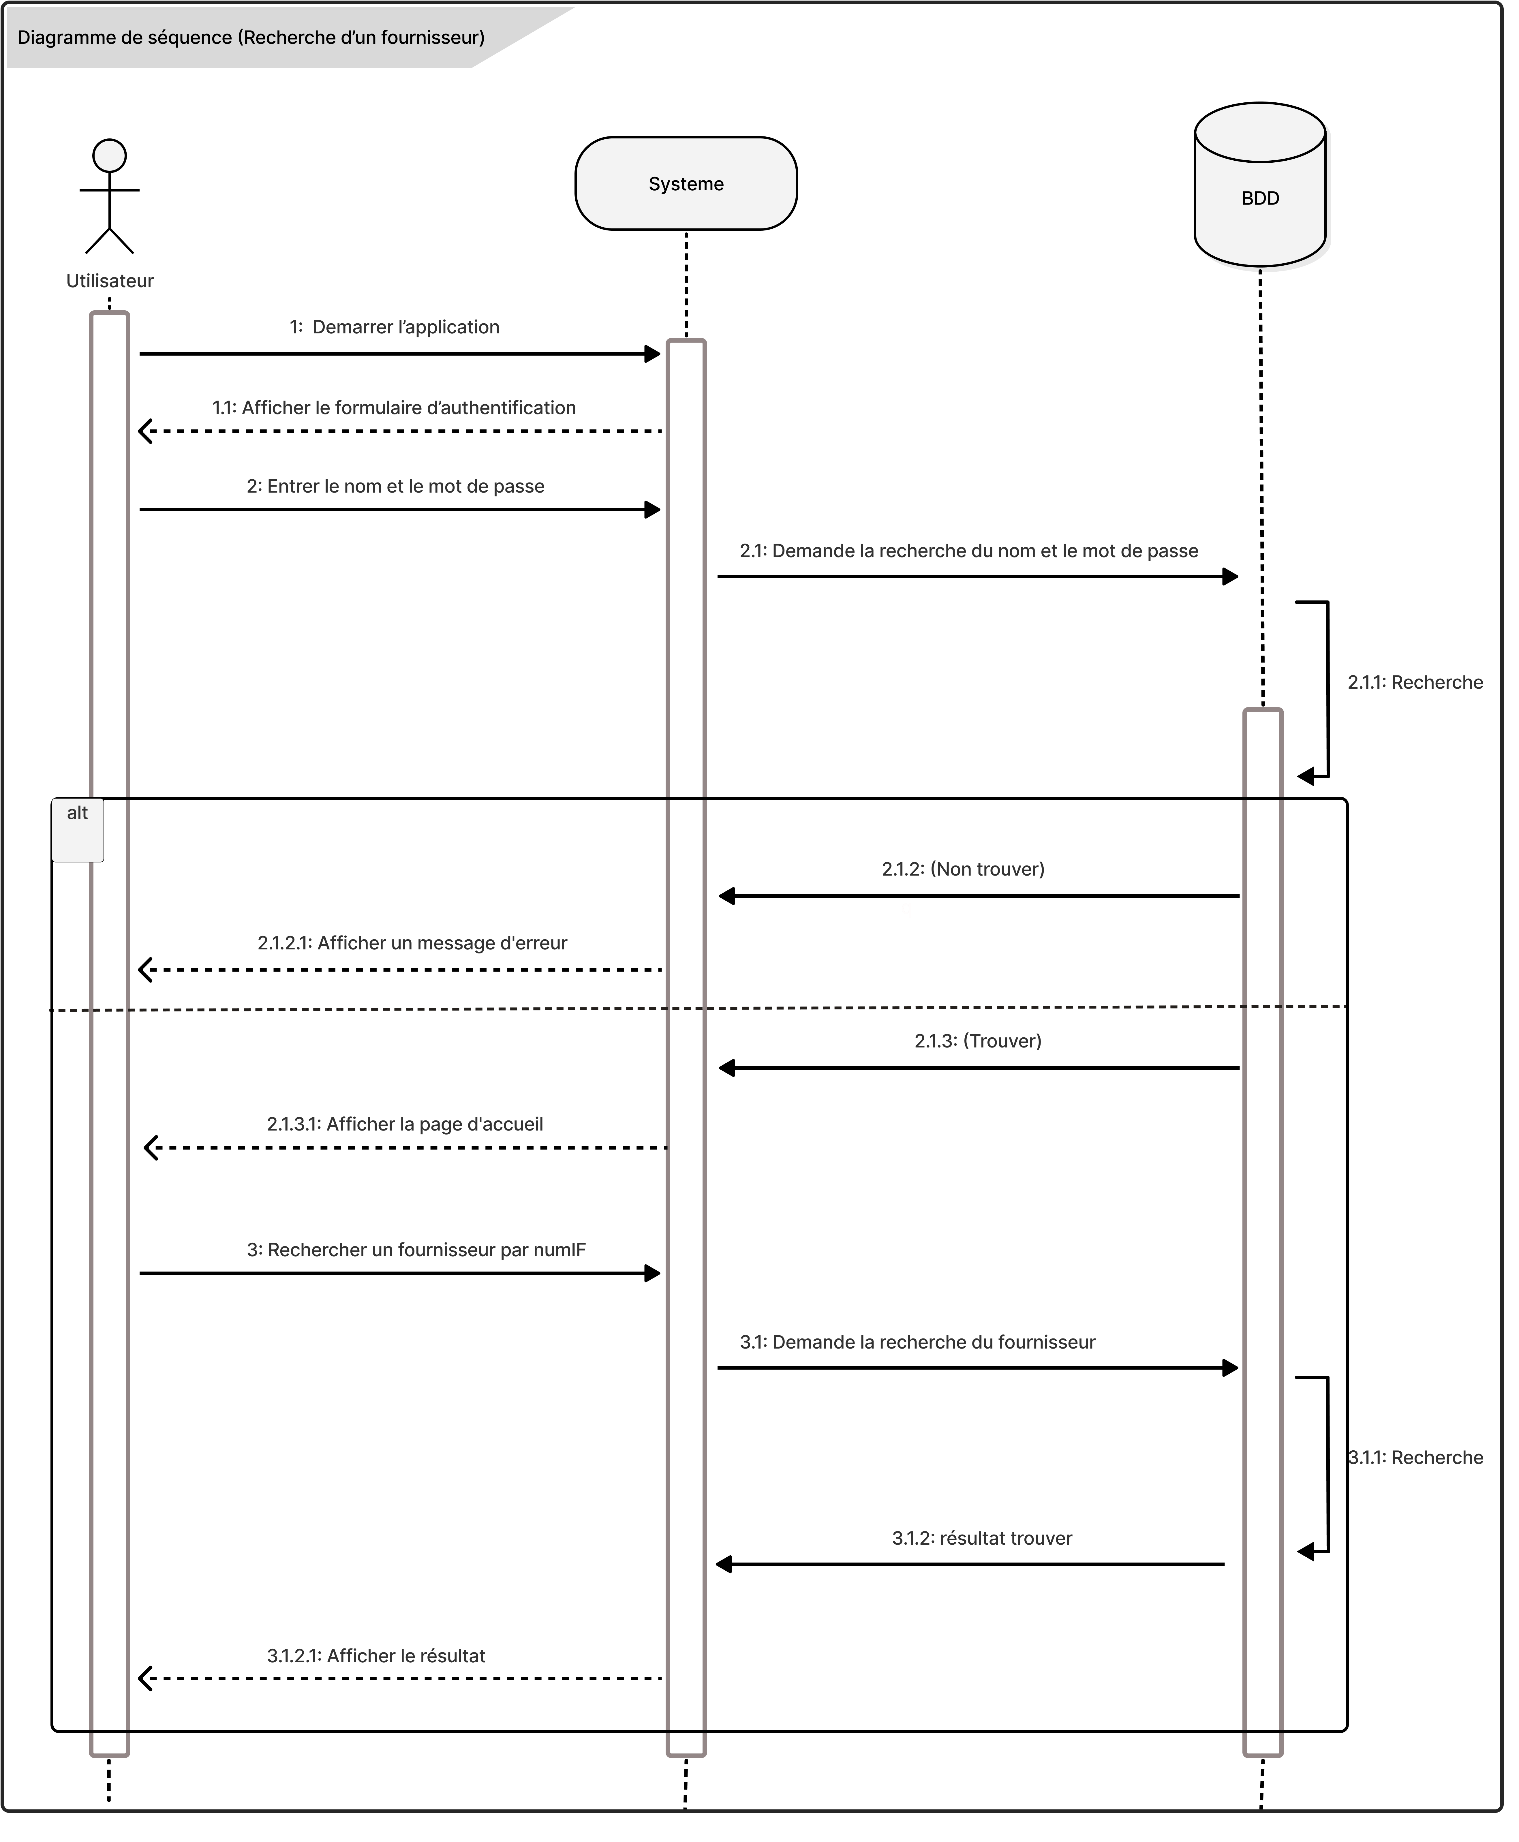 Diagramme de séquence (Recherche d’un fournisseur)
Utilisateur
Systeme
BDD
1:  Demarrer l’application
1.1: Afficher le formulaire d’authentification
2: Entrer le nom et le mot de passe
2.1: Demande la recherche du nom et le mot de passe
2.1.1: Recherche
alt
2.1.2: (Non trouver)
2.1.2.1: Afficher un message d'erreur
2.1.3: (Trouver)
2.1.3.1: Afficher la page d'accueil
3: Rechercher un fournisseur par numIF
3.1: Demande la recherche du fournisseur
3.1.1: Recherche
3.1.2: résultat trouver
3.1.2.1: Afficher le résultat